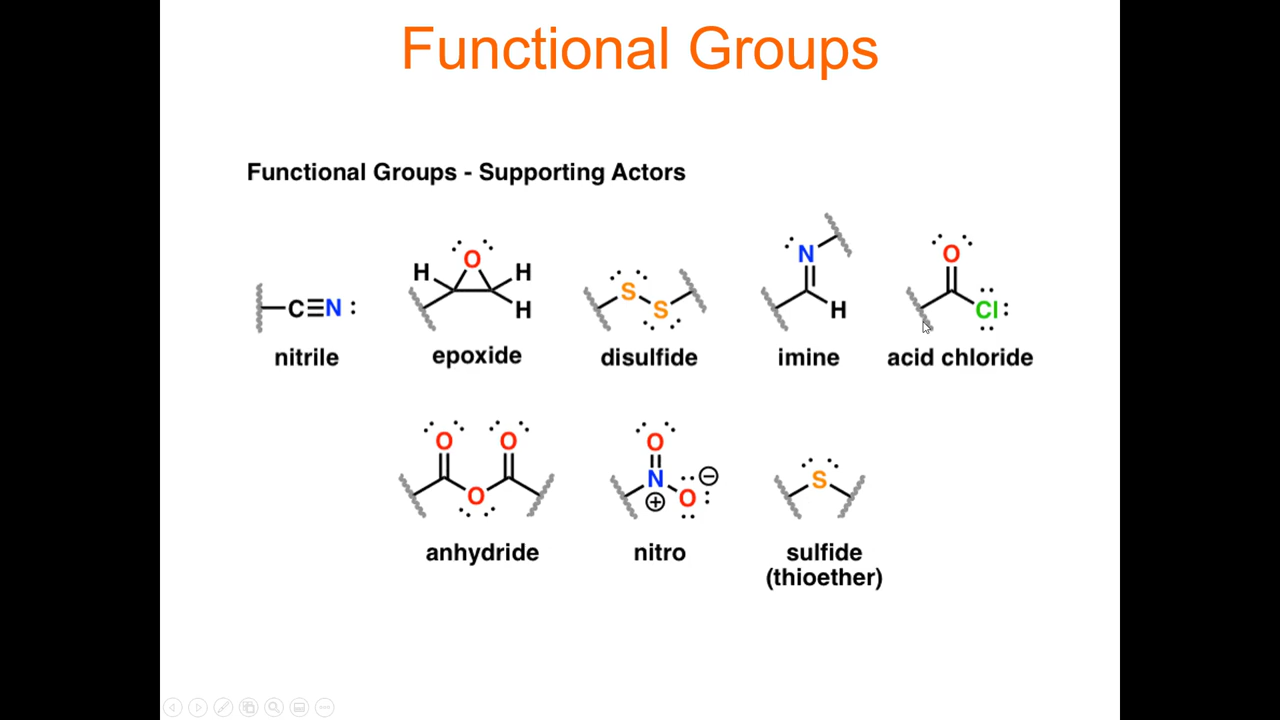 Functional Groups
Functional Groups - Supporting Actors
H O H H
C≡N:
nitrile
epoxide
S S
disulfide
N H
imine
O Cl
acid chloride
O O O
anhydride
O N ⊕ O ⊖
nitro
S
sulfide
(thioether)